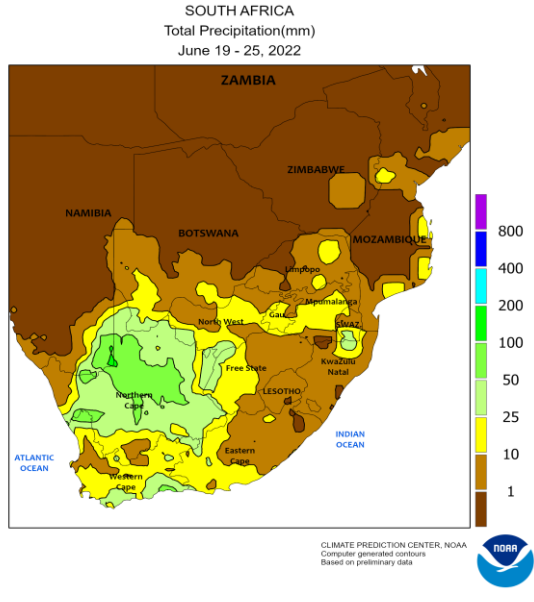 SOUTH AFRICA
Total Precipitation(mm)
June 19 - 25, 2022
ZAMBIA
ZIMBABWE
NAMIBIA
BOTSWANA
MOZAMBIQUE
Limpopo
Mpumalanga
North West
Gau.
SWAZ.
Kwazulu
Natal
Free State
LESOTHO
Northern
Cape
Eastern
Cape
Western
Cape
ATLANTIC
OCEAN
INDIAN
OCEAN
800
400
200
100
50
25
10
1
CLIMATE PREDICTION CENTER, NOAA
Computer generated contours
Based on preliminary data
NOAA